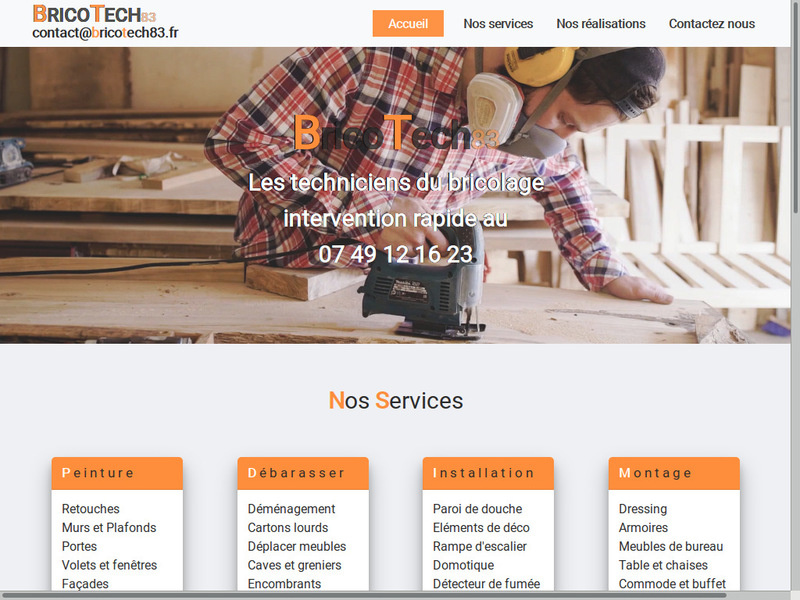 BRICOTECH83
contact@bricotech83.fr
Accueil
Nos services
Nos réalisations
Contactez nous
BricoTech83
Les techniciens du bricolage
intervention rapide au
07 49 12 16 23
Nos Services
Peinture
Retouches
Murs et Plafonds
Portes
Volets et fenêtres
Façades
Débarasser
Déménagement
Cartons lourds
Déplacer meubles
Caves et greniers
Encombrants
Installation
Paroi de douche
Eléments de déco
Rampe d'escalier
Domotique
Détecteur de fumée
Montage
Dressing
Armoires
Meubles de bureau
Table et chaises
Commode et buffet